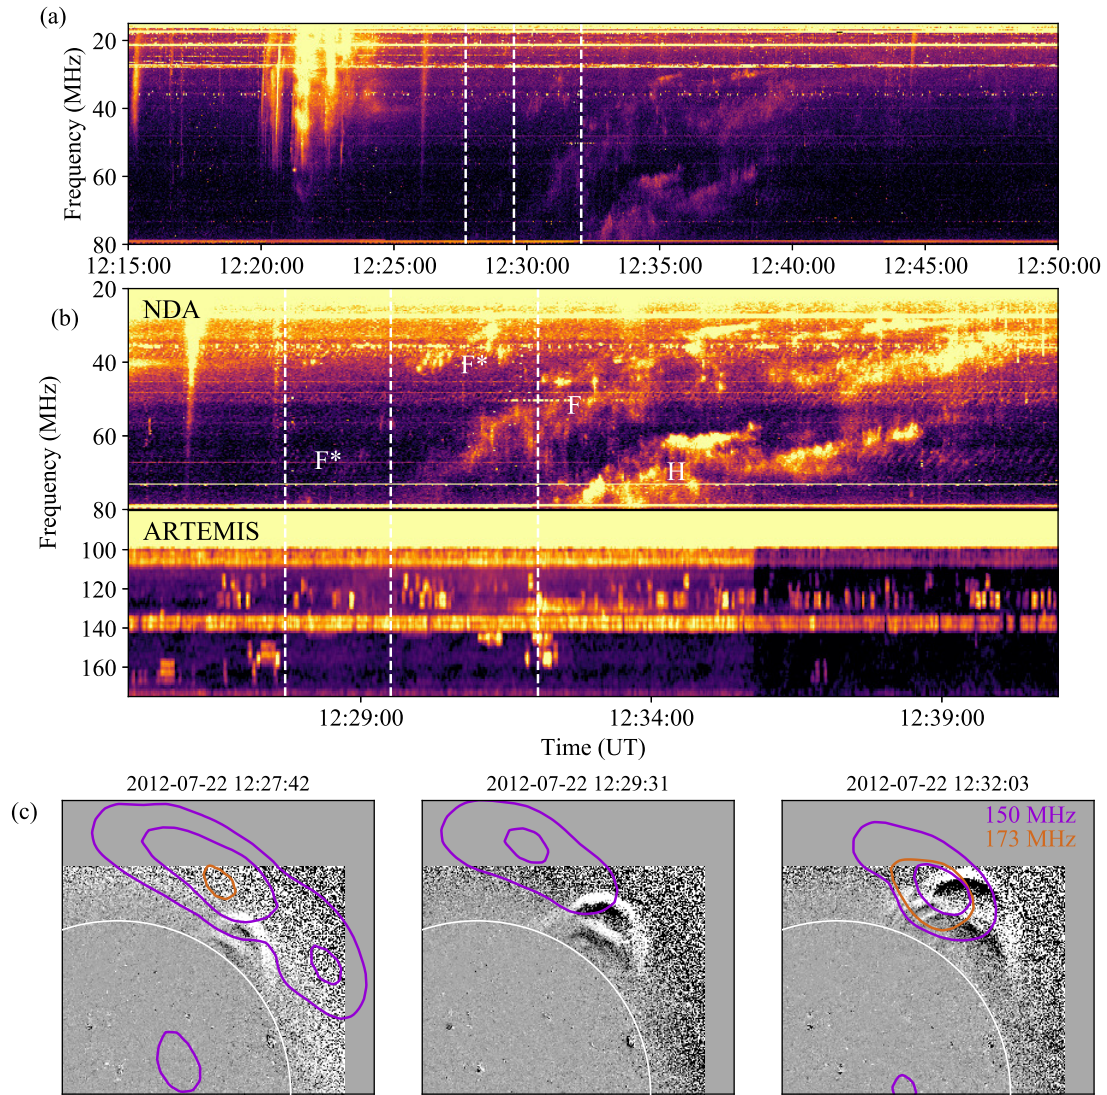 (a)
20
40
60
80
Frequency (MHz)
12:15:00 12:20:00 12:25:00 12:30:00 12:35:00 12:40:00 12:45:00 12:50:00
(b)
NDA
20
40
60
80
F*
F
F*
H
Frequency (MHz)
ARTEMIS
100
120
140
160
12:29:00 12:34:00 12:39:00
Time (UT)
(c)
2012-07-22 12:27:42 2012-07-22 12:29:31 2012-07-22 12:32:03
150 MHz
173 MHz